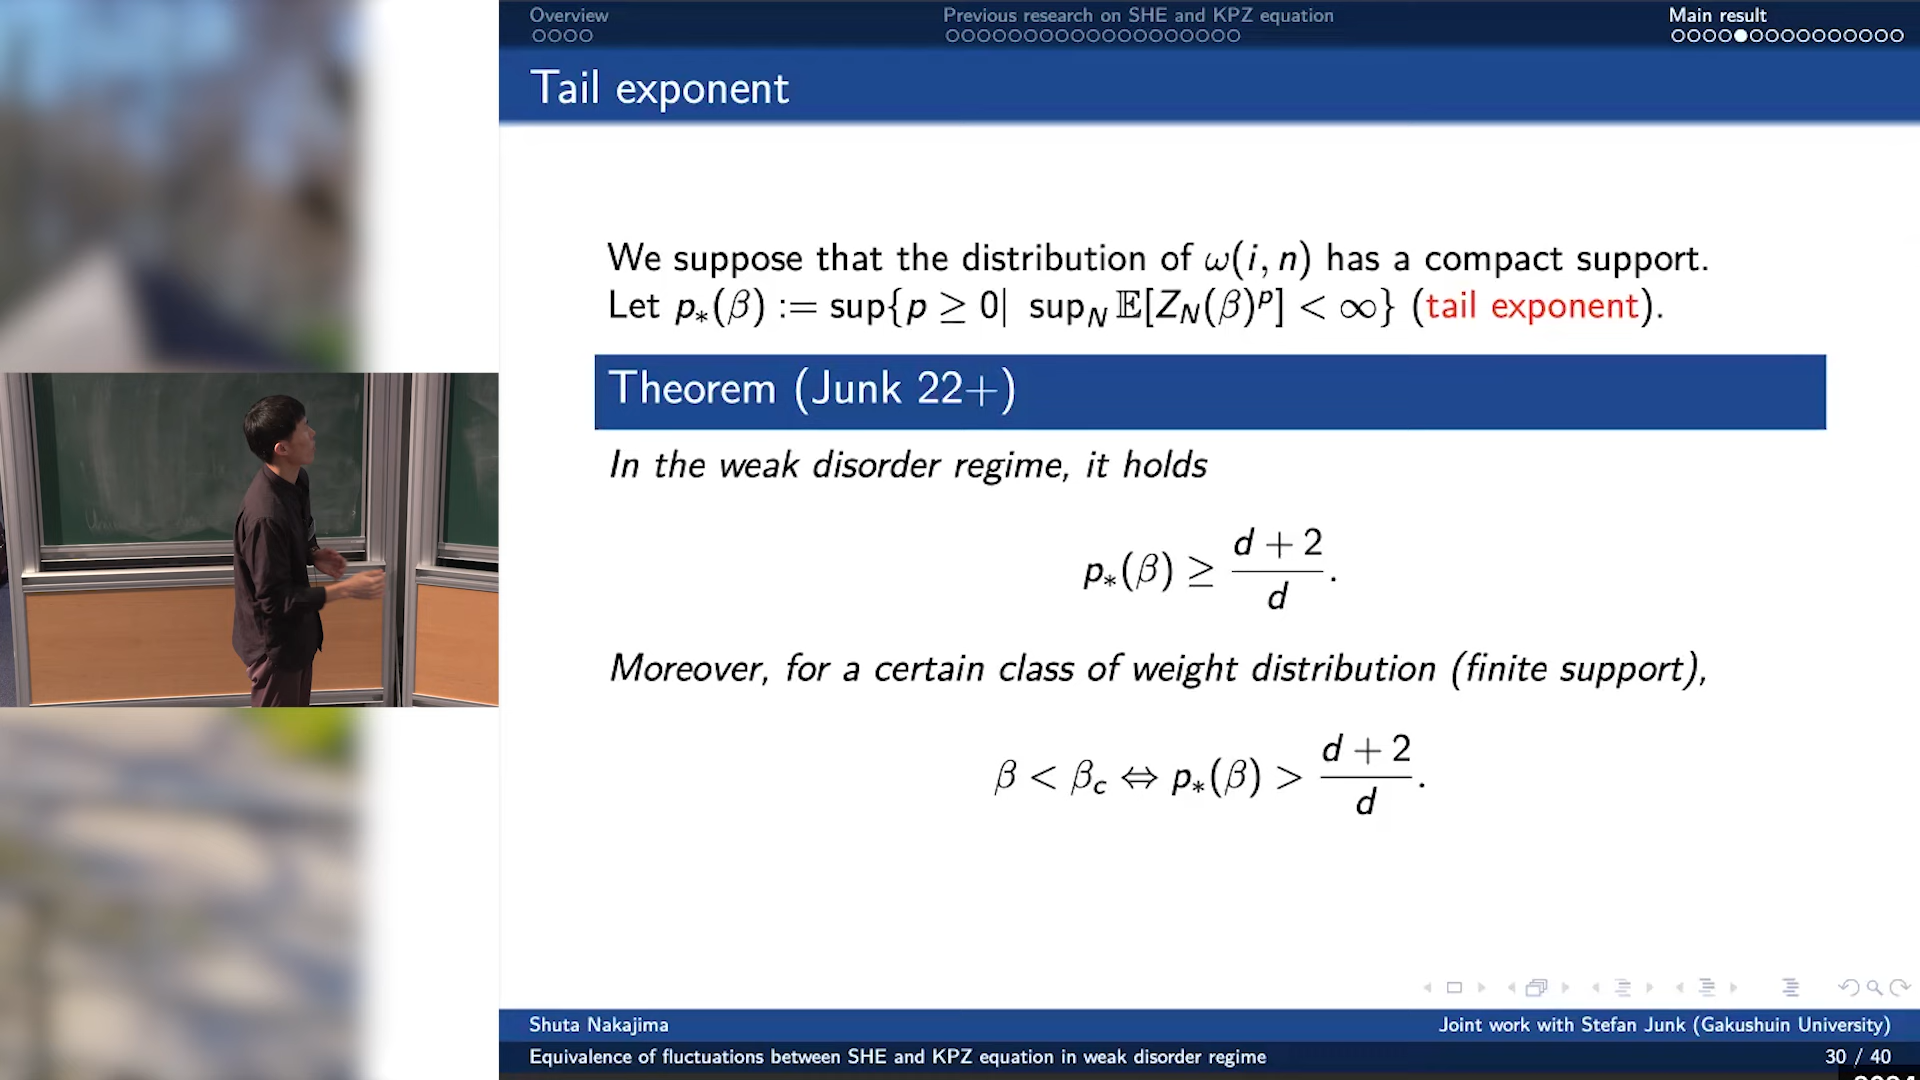 Overview
Previous research on SHE and KPZ equation
Main result
Tail exponent
We suppose that the distribution of ω(i, n) has a compact support.
Let p∗(β) := sup{p ≥ 0| sup_N 𝔼[Z_N(β)^p] < ∞} (tail exponent).
Theorem (Junk 22+)
In the weak disorder regime, it holds
p∗(β) ≥ (d + 2)/d.
Moreover, for a certain class of weight distribution (finite support),
β < β_c ⇔ p∗(β) > (d + 2)/d.
Shuta Nakajima
Joint work with Stefan Junk (Gakushuin University)
Equivalence of fluctuations between SHE and KPZ equation in weak disorder regime
30 / 40